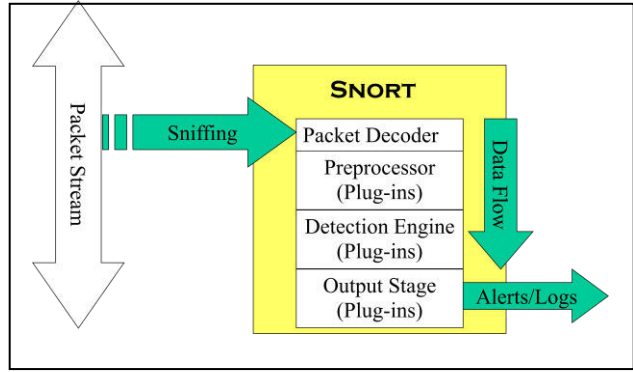 SNORT
Packet Stream
Sniffing
Packet Decoder
Preprocessor
(Plug-ins)
Detection Engine
(Plug-ins)
Output Stage
(Plug-ins)
Data Flow
Alerts/Logs